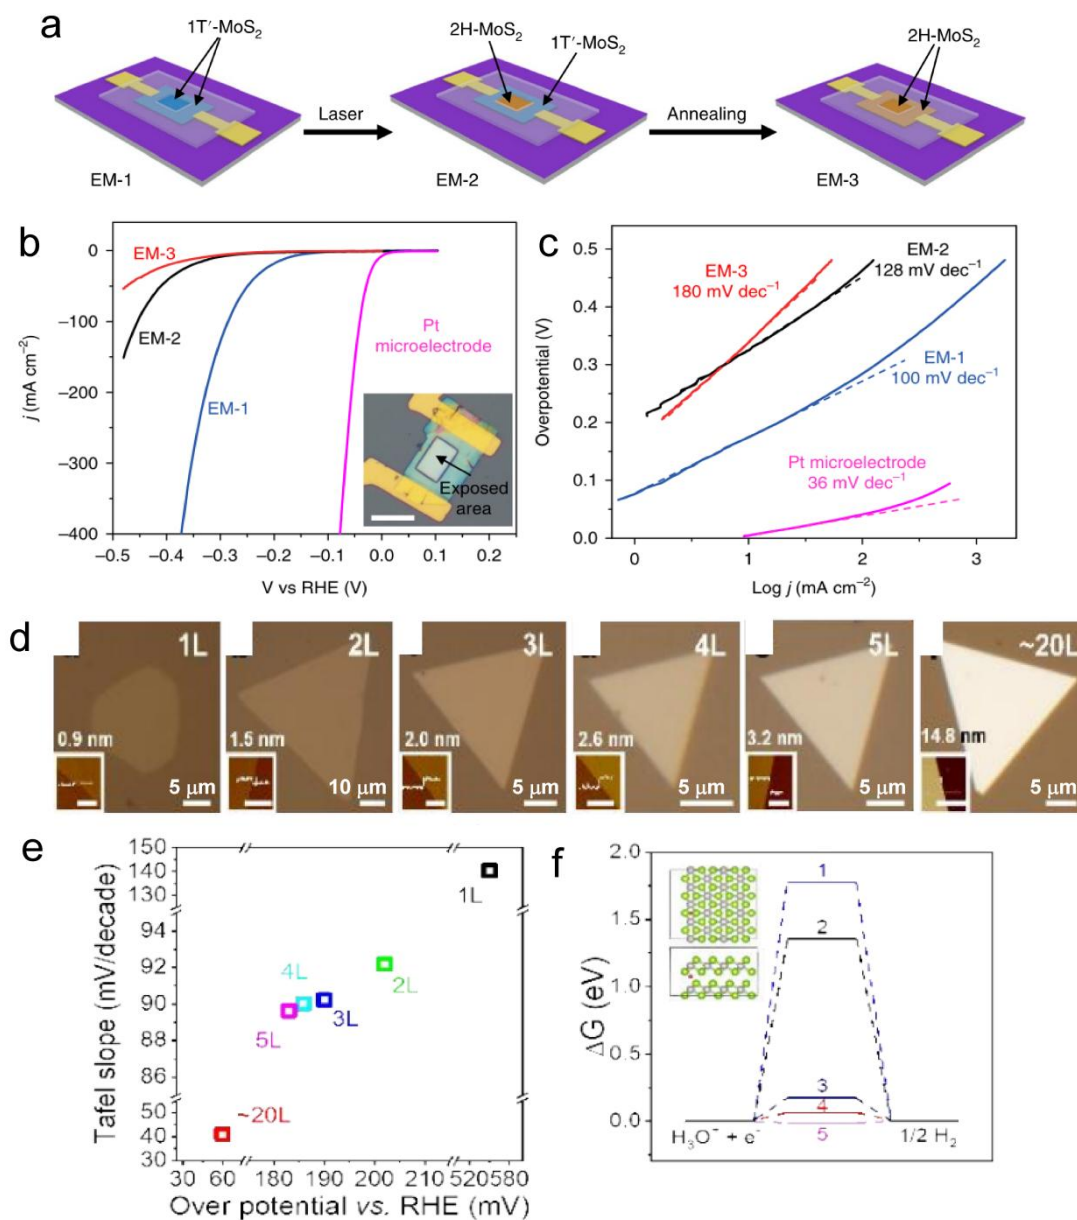 a
1T′-MoS₂
2H-MoS₂
1T′-MoS₂
2H-MoS₂
Laser
Annealing
EM-1
EM-2
EM-3
b
0
–100
–200
–300
–400
j (mA cm⁻²)
EM-3
EM-2
EM-1
Pt
microelectrode
Exposed
area
–0.5
–0.4
–0.3
–0.2
–0.1
0.0
0.1
0.2
V vs RHE (V)
c
0.5
0.4
0.3
0.2
0.1
0.0
Overpotential (V)
EM-3
180 mV dec⁻¹
EM-2
128 mV dec⁻¹
EM-1
100 mV dec⁻¹
Pt microelectrode
36 mV dec⁻¹
0
1
2
3
Log j (mA cm⁻²)
d
1L
0.9 nm
5 μm
2L
1.5 nm
10 μm
3L
2.0 nm
5 μm
4L
2.6 nm
5 μm
5L
3.2 nm
5 μm
~20L
14.8 nm
5 μm
e
150
140
130
94
92
90
88
86
50
40
30
Tafel slope (mV/decade)
1L
2L
4L
3L
5L
~20L
30
60
180
190
200
210
520
580
Over potential vs. RHE (mV)
f
2.0
1.5
1.0
0.5
0.0
ΔG (eV)
1
2
3
4
5
H₃O⁻ + e⁻
1/2 H₂